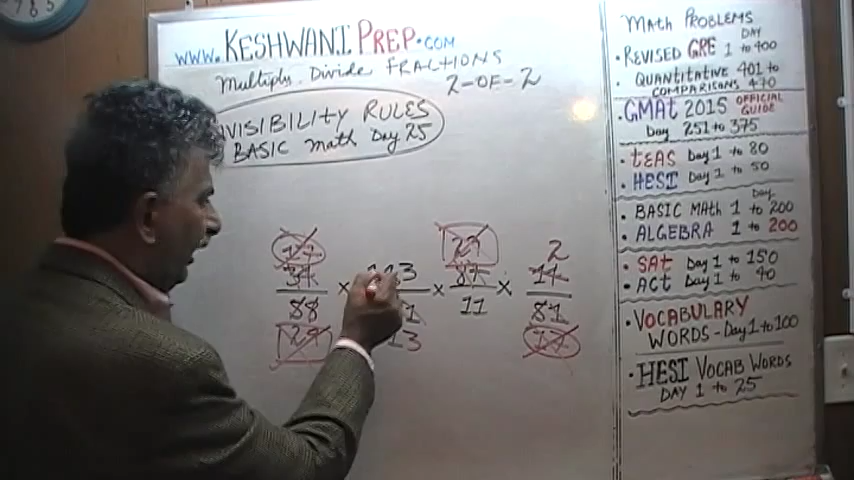 www.KESHWANI PREP.COM
Multiply. Divide FRACTIONS
2-OF-2
VISIBILITY RULES
BASIC math Day 25
MATH PROBLEMS
DAY
• REVISED GRE 1 to 400
• QUANTITATIVE 401 to
COMPARISONS 470
GMAT 2015 OFFICIAL GUIDE
Day 251 to 375
• TEAS Day 1 to 80
• HESI Day 1 to 50
Day
• BASIC MATH 1 to 200
• ALGEBRA 1 to 200
• SAT Day 1 to 150
• ACT Day 1 to 40
• VOCABULARY
WORDS - Day 1 to 100
• HESI VOCAB WORDS
DAY 1 to 25
2
x x x
88 11 81
13